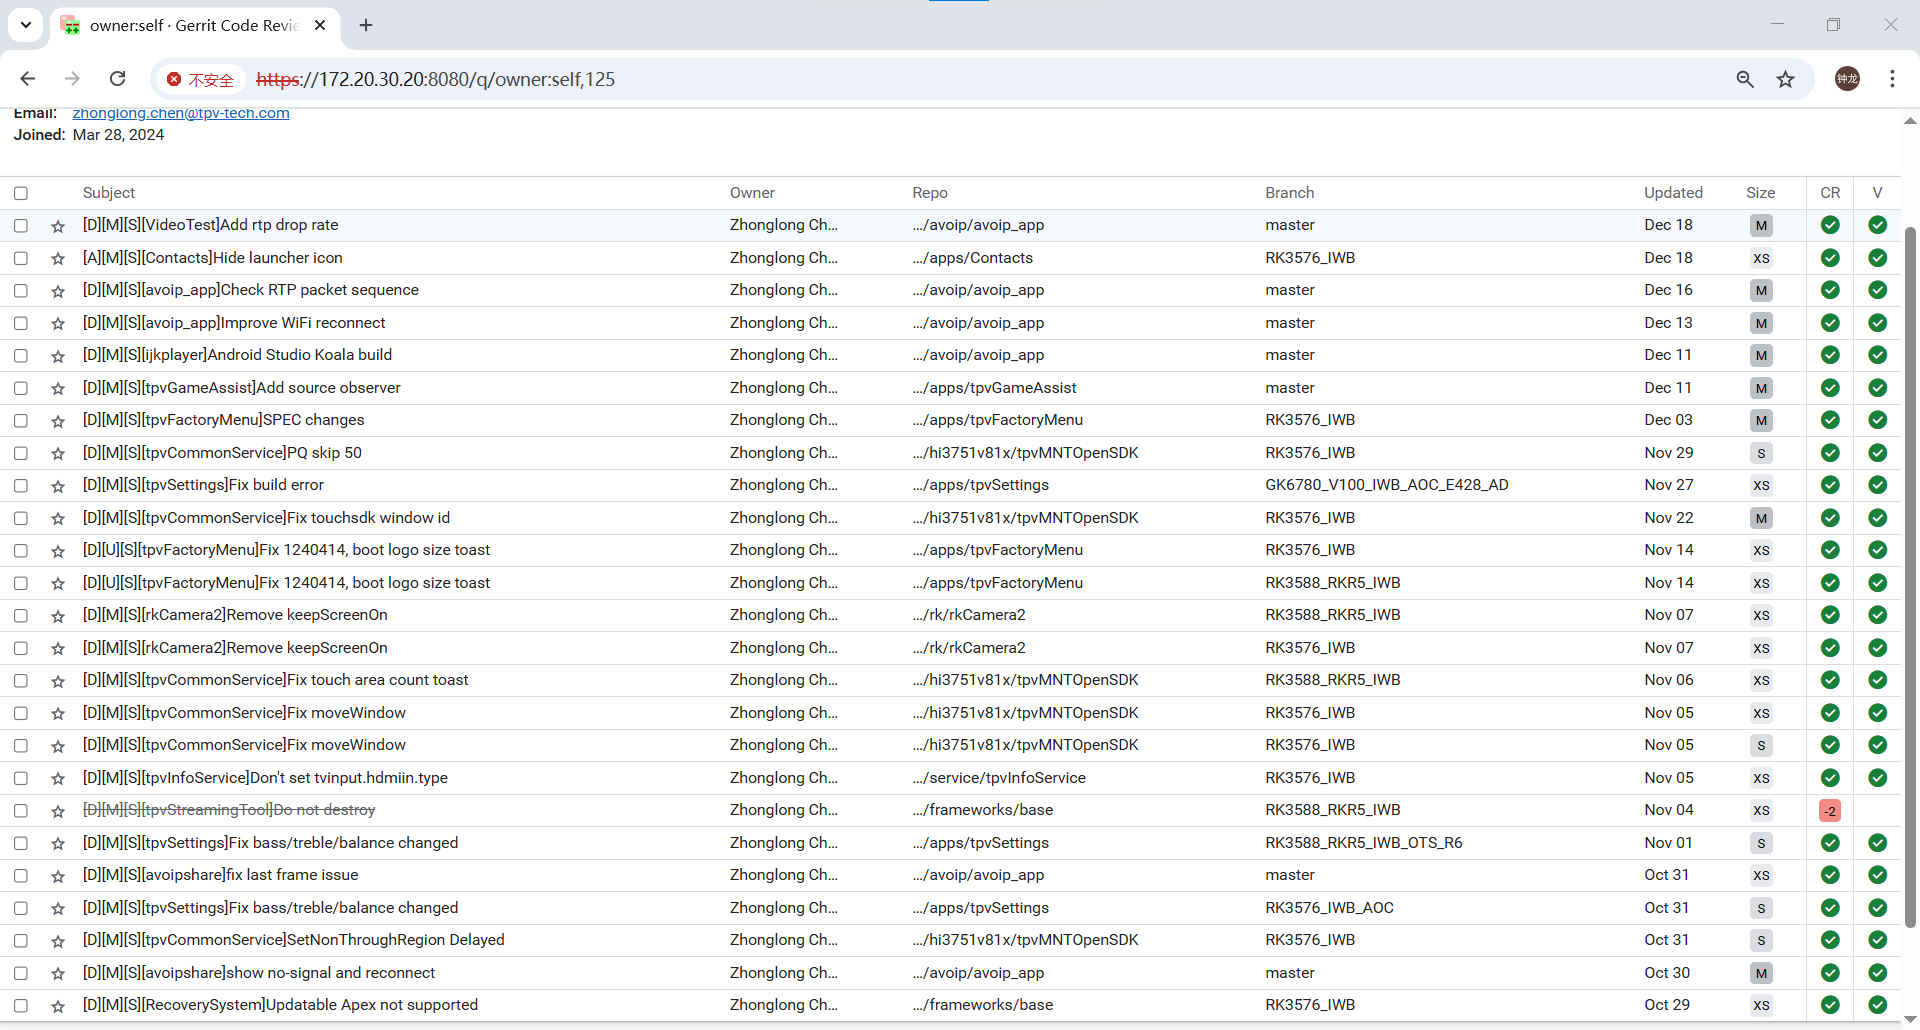 owner:self · Gerrit Code Revie
不安全 https://172.20.30.20:8080/q/owner:self,125 钟龙
Email: zhonglong.chen@tpv-tech.com
Joined: Mar 28, 2024
Subject Owner Repo Branch Updated Size CR V
[D][M][S][VideoTest]Add rtp drop rate Zhonglong Ch... .../avoip/avoip_app master Dec 18 M
[A][M][S][Contacts]Hide launcher icon Zhonglong Ch... .../apps/Contacts RK3576_IWB Dec 18 XS
[D][M][S][avoip_app]Check RTP packet sequence Zhonglong Ch... .../avoip/avoip_app master Dec 16 M
[D][M][S][avoip_app]Improve WiFi reconnect Zhonglong Ch... .../avoip/avoip_app master Dec 13 M
[D][M][S][ijkplayer]Android Studio Koala build Zhonglong Ch... .../avoip/avoip_app master Dec 11 M
[D][M][S][tpvGameAssist]Add source observer Zhonglong Ch... .../apps/tpvGameAssist master Dec 11 M
[D][M][S][tpvFactoryMenu]SPEC changes Zhonglong Ch... .../apps/tpvFactoryMenu RK3576_IWB Dec 03 M
[D][M][S][tpvCommonService]PQ skip 50 Zhonglong Ch... .../hi3751v81x/tpvMNTOpenSDK RK3576_IWB Nov 29 S
[D][M][S][tpvSettings]Fix build error Zhonglong Ch... .../apps/tpvSettings GK6780_V100_IWB_AOC_E428_AD Nov 27 XS
[D][M][S][tpvCommonService]Fix touchsdk window id Zhonglong Ch... .../hi3751v81x/tpvMNTOpenSDK RK3576_IWB Nov 22 M
[D][U][S][tpvFactoryMenu]Fix 1240414, boot logo size toast Zhonglong Ch... .../apps/tpvFactoryMenu RK3576_IWB Nov 14 XS
[D][U][S][tpvFactoryMenu]Fix 1240414, boot logo size toast Zhonglong Ch... .../apps/tpvFactoryMenu RK3588_RKR5_IWB Nov 14 XS
[D][M][S][rkCamera2]Remove keepScreenOn Zhonglong Ch... .../rk/rkCamera2 RK3588_RKR5_IWB Nov 07 XS
[D][M][S][rkCamera2]Remove keepScreenOn Zhonglong Ch... .../rk/rkCamera2 RK3576_IWB Nov 07 XS
[D][M][S][tpvCommonService]Fix touch area count toast Zhonglong Ch... .../hi3751v81x/tpvMNTOpenSDK RK3588_RKR5_IWB Nov 06 XS
[D][M][S][tpvCommonService]Fix moveWindow Zhonglong Ch... .../hi3751v81x/tpvMNTOpenSDK RK3576_IWB Nov 05 XS
[D][M][S][tpvCommonService]Fix moveWindow Zhonglong Ch... .../hi3751v81x/tpvMNTOpenSDK RK3576_IWB Nov 05 S
[D][M][S][tpvInfoService]Don't set tvinput.hdmiin.type Zhonglong Ch... .../service/tpvInfoService RK3576_IWB Nov 05 XS
[D][M][S][tpvStreamingTool]Do not destroy Zhonglong Ch... .../frameworks/base RK3588_RKR5_IWB Nov 04 XS -2
[D][M][S][tpvSettings]Fix bass/treble/balance changed Zhonglong Ch... .../apps/tpvSettings RK3588_RKR5_IWB_OTS_R6 Nov 01 S
[D][M][S][avoipshare]fix last frame issue Zhonglong Ch... .../avoip/avoip_app master Oct 31 XS
[D][M][S][tpvSettings]Fix bass/treble/balance changed Zhonglong Ch... .../apps/tpvSettings RK3576_IWB_AOC Oct 31 S
[D][M][S][tpvCommonService]SetNonThroughRegion Delayed Zhonglong Ch... .../hi3751v81x/tpvMNTOpenSDK RK3576_IWB Oct 31 S
[D][M][S][avoipshare]show no-signal and reconnect Zhonglong Ch... .../avoip/avoip_app master Oct 30 M
[D][M][S][RecoverySystem]Updatable Apex not supported Zhonglong Ch... .../frameworks/base RK3576_IWB Oct 29 XS